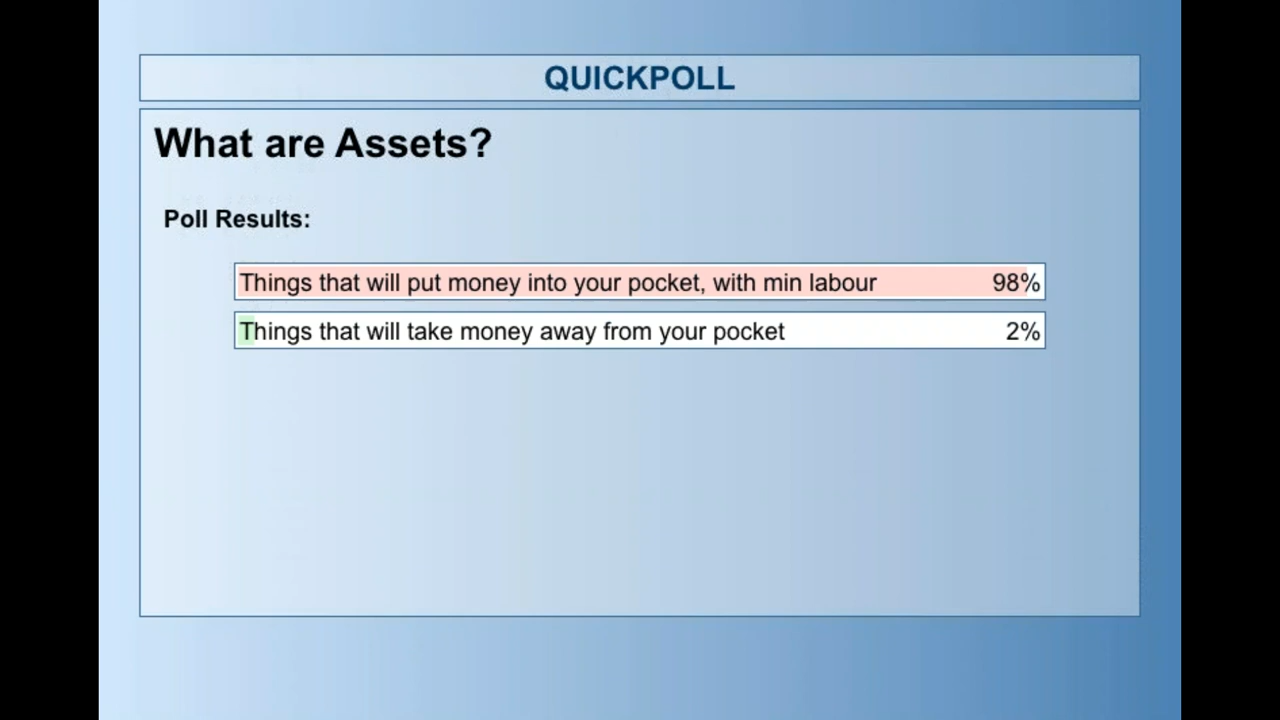 QUICKPOLL
What are Assets?
Poll Results:
Things that will put money into your pocket, with min labour 98%
Things that will take money away from your pocket 2%